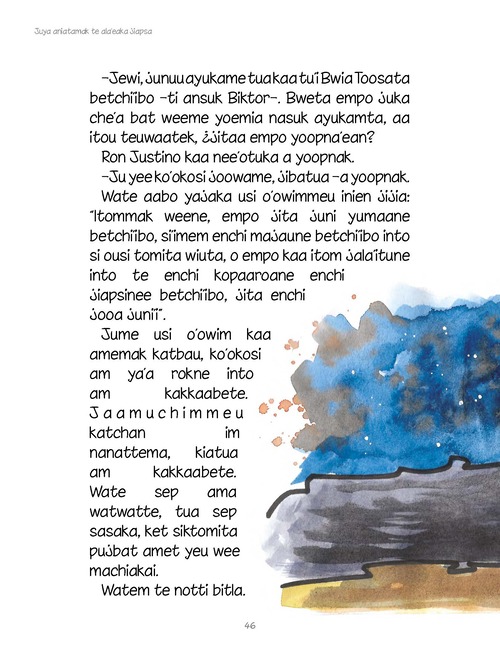 Juya aníatamak te ala'eaka Jiapsa
–Jewi, júnuu ayukame tua kaa tu'i Bwia Toosata
betchi'ibo –ti ansuk Biktor–. Bweta empo juka
che'a bat weeme yoemia nasuk ayukamta, aa
itou teuwaatek, ¿jitaa empo yoopna'ean?
Ron Justino kaa nee'otuka a yoopnak.
–Ju yee ko'okosi joowame, jibatua –a yoopnak.
Wate aabo yajaka usi o'owimmeu inien jijia:
"Itommak weene, empo jita juni yumaane
betchi'ibo, si'imem enchi majaune betchi'ibo into
si ousi tomita wiuta, o empo kaa itom jala'itune
into te enchi kopaaroane enchi
jiapsinee betchi'ibo, jita enchi
jooa junii".
Jume usi o'owim kaa
amemak katbau, ko'okosi
am ya'a rokne into
am kakkaabete.
Jaamuchimmeu
katchan im
nanattema, kiatua
am kakkaabete.
Wate sep ama
watwatte, tua sep
sasaka, ket siktomita
pujbat amet yeu wee
machiakai.
Watem te notti bitla.
46